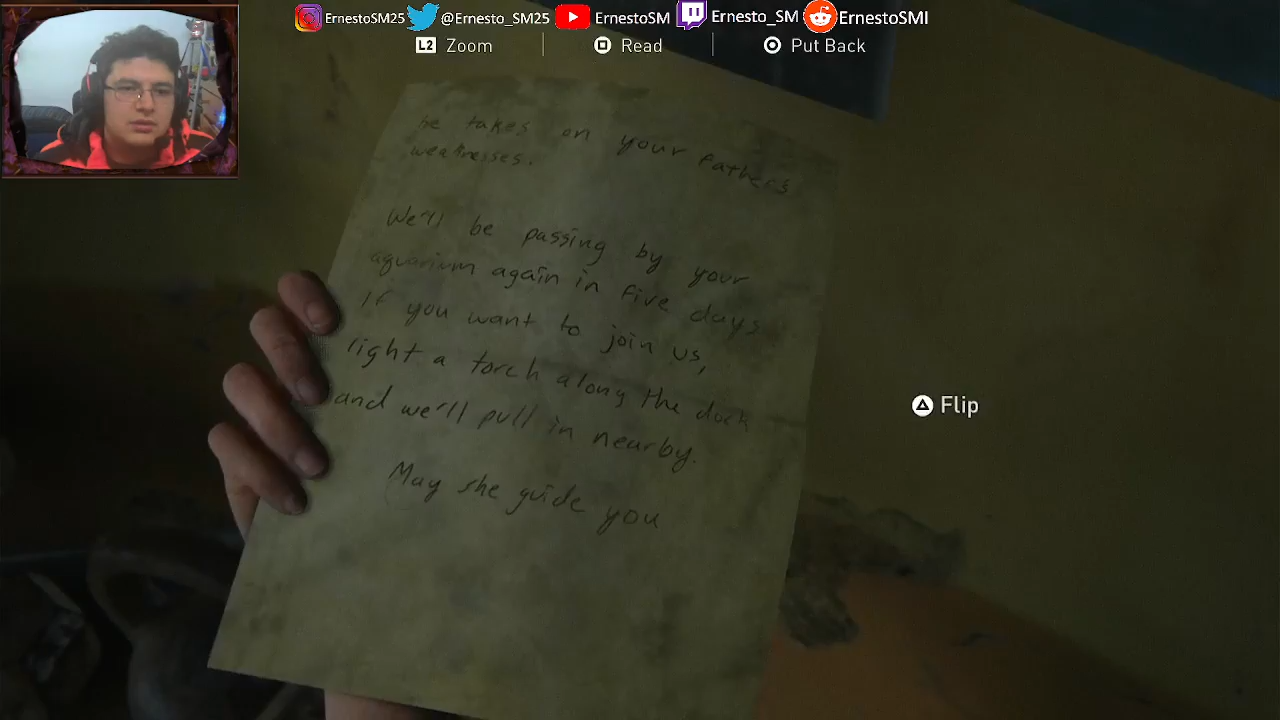 ErnestoSM25 @Ernesto_SM25 ErnestoSM Ernesto_SM ErnestoSMI
L2 Zoom Read Put Back
he takes on your father's
weaknesses.
We'll be passing by your
aquarium again in five days
If you want to join us,
light a torch along the dock
and we'll pull in nearby.
May she guide you
Flip